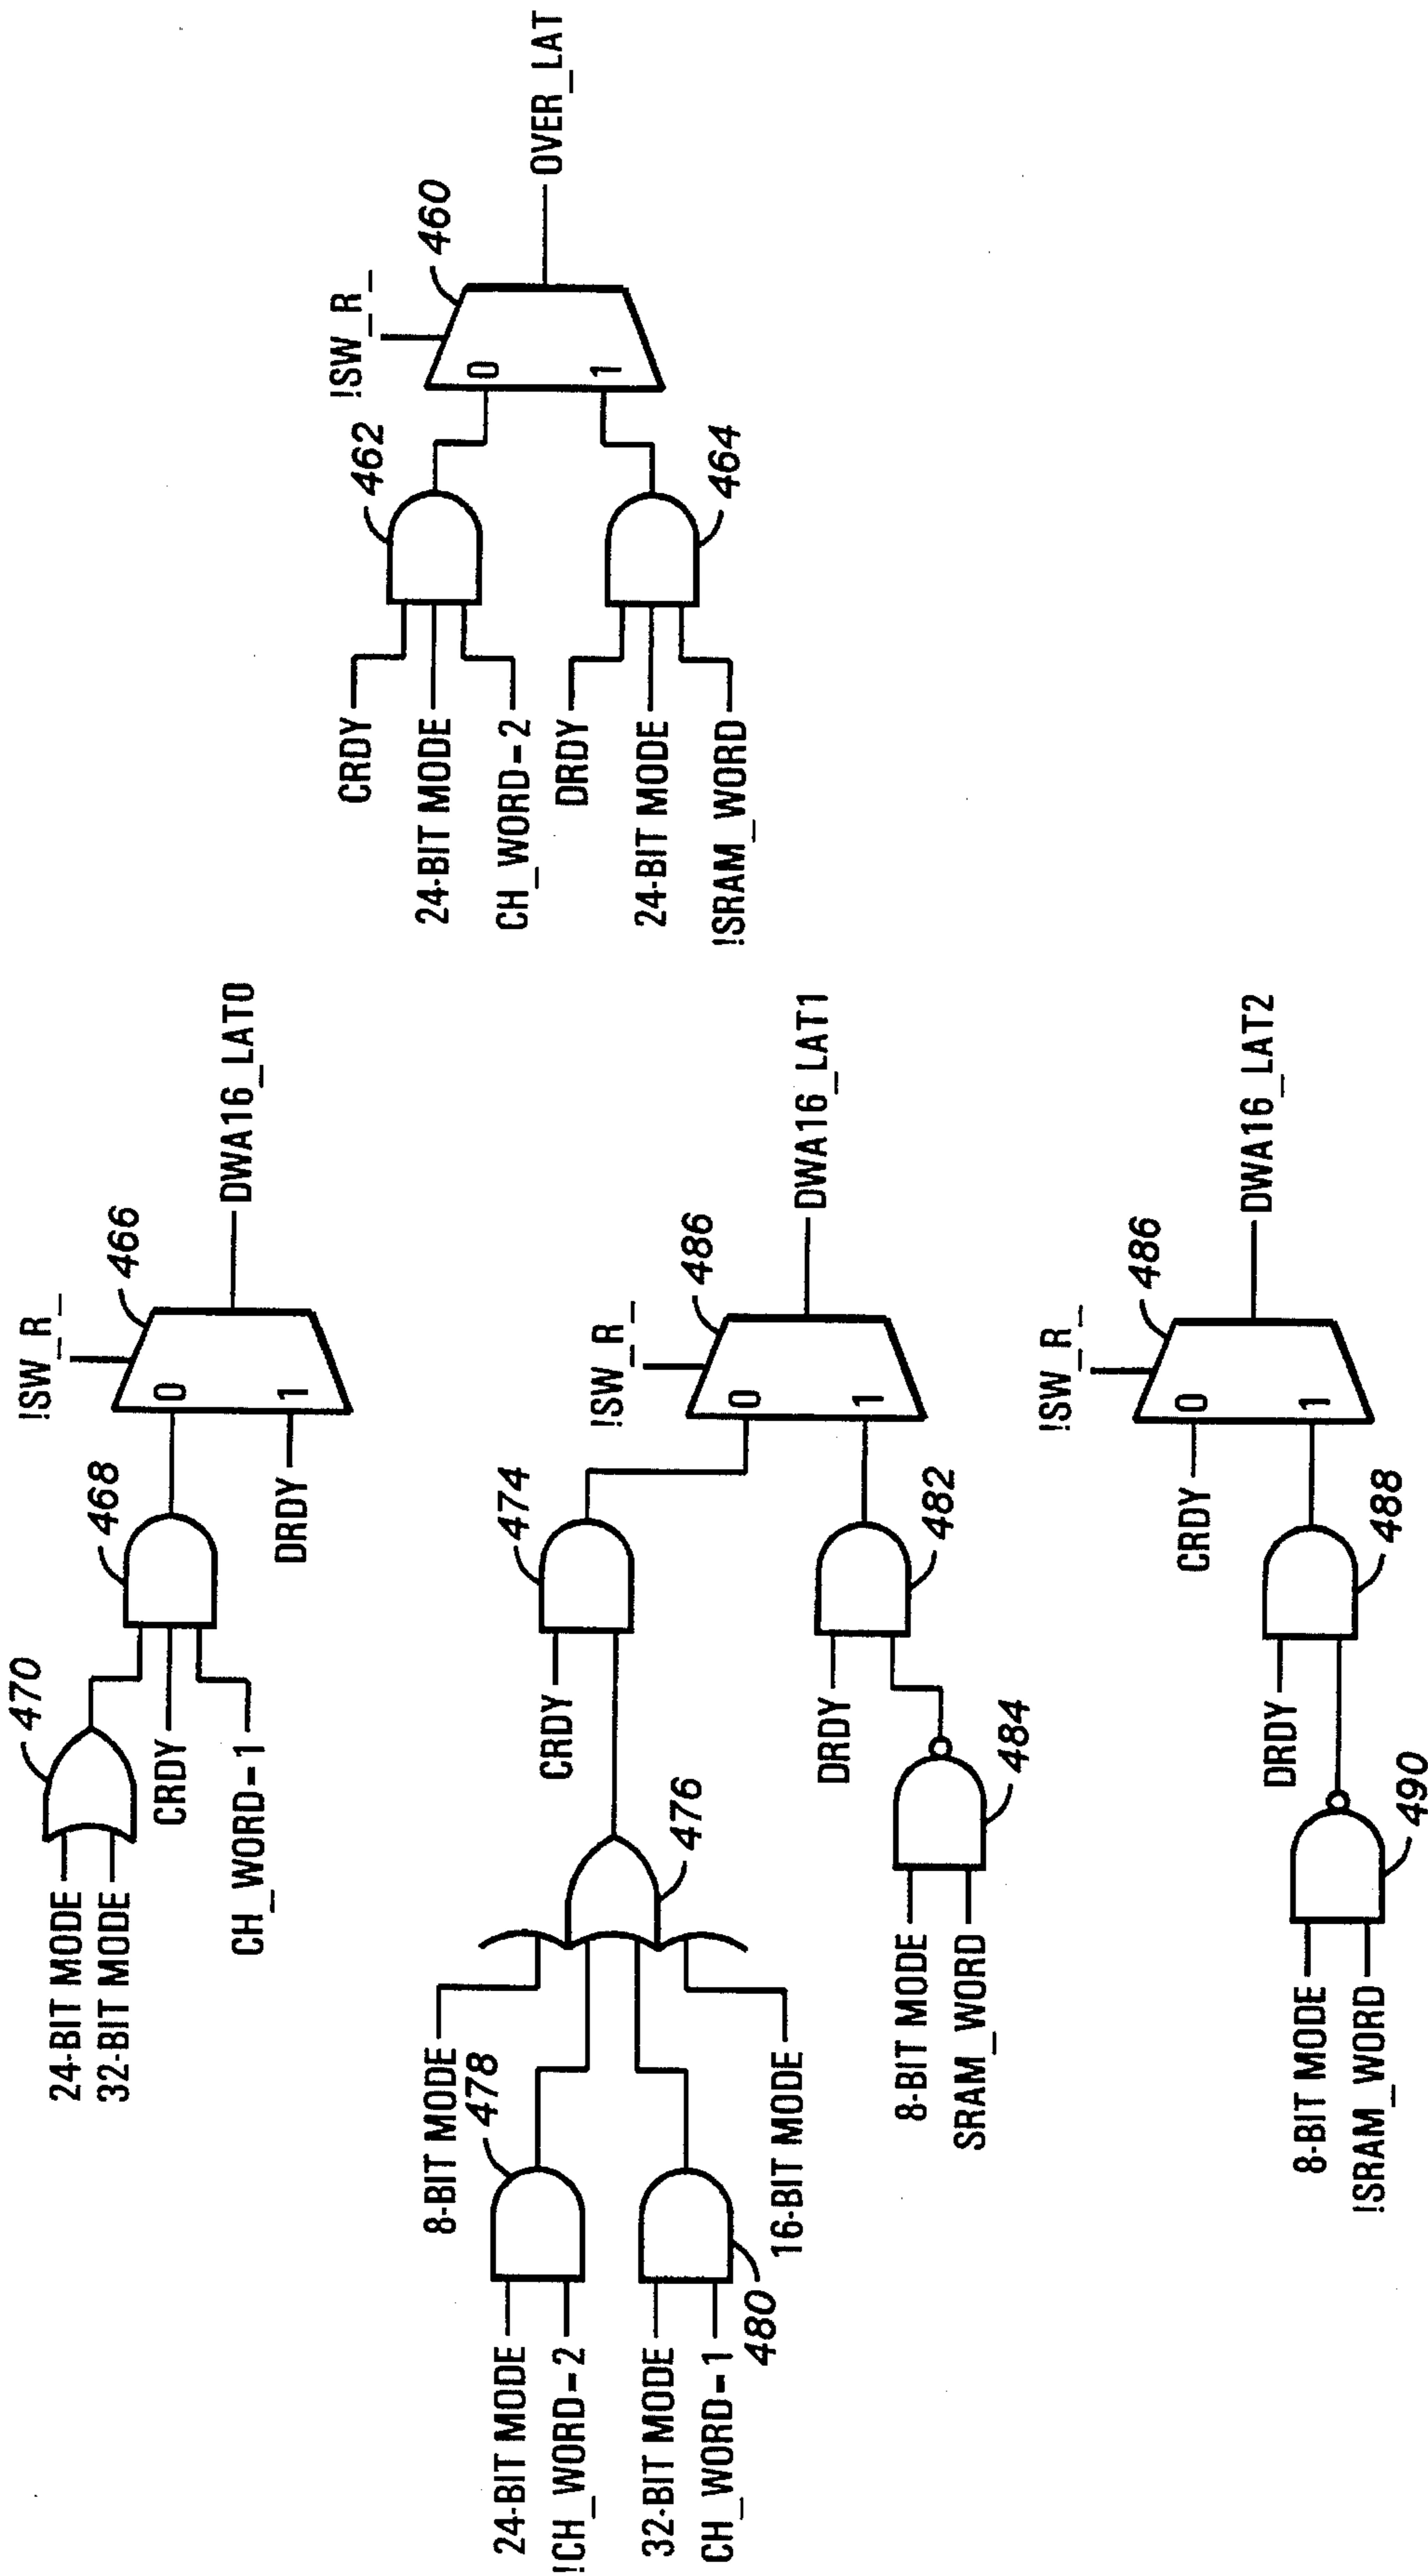 24-BIT MODE
32-BIT MODE
470
CRDY
CH_WORD=1
468
DRDY
!SW_R_
466
0
1
DWA16_LAT0
8-BIT MODE
478
24-BIT MODE
!CH_WORD=2
32-BIT MODE
CH_WORD=1
480
16-BIT MODE
476
CRDY
474
8-BIT MODE
SRAM_WORD
484
DRDY
482
!SW_R_
486
0
1
DWA16_LAT1
8-BIT MODE
!SRAM_WORD
490
DRDY
488
CRDY
!SW_R_
486
0
1
DWA16_LAT2
CRDY
24-BIT MODE
CH_WORD=2
462
DRDY
24-BIT MODE
!SRAM_WORD
464
!SW_R_
460
0
1
OVER_LAT